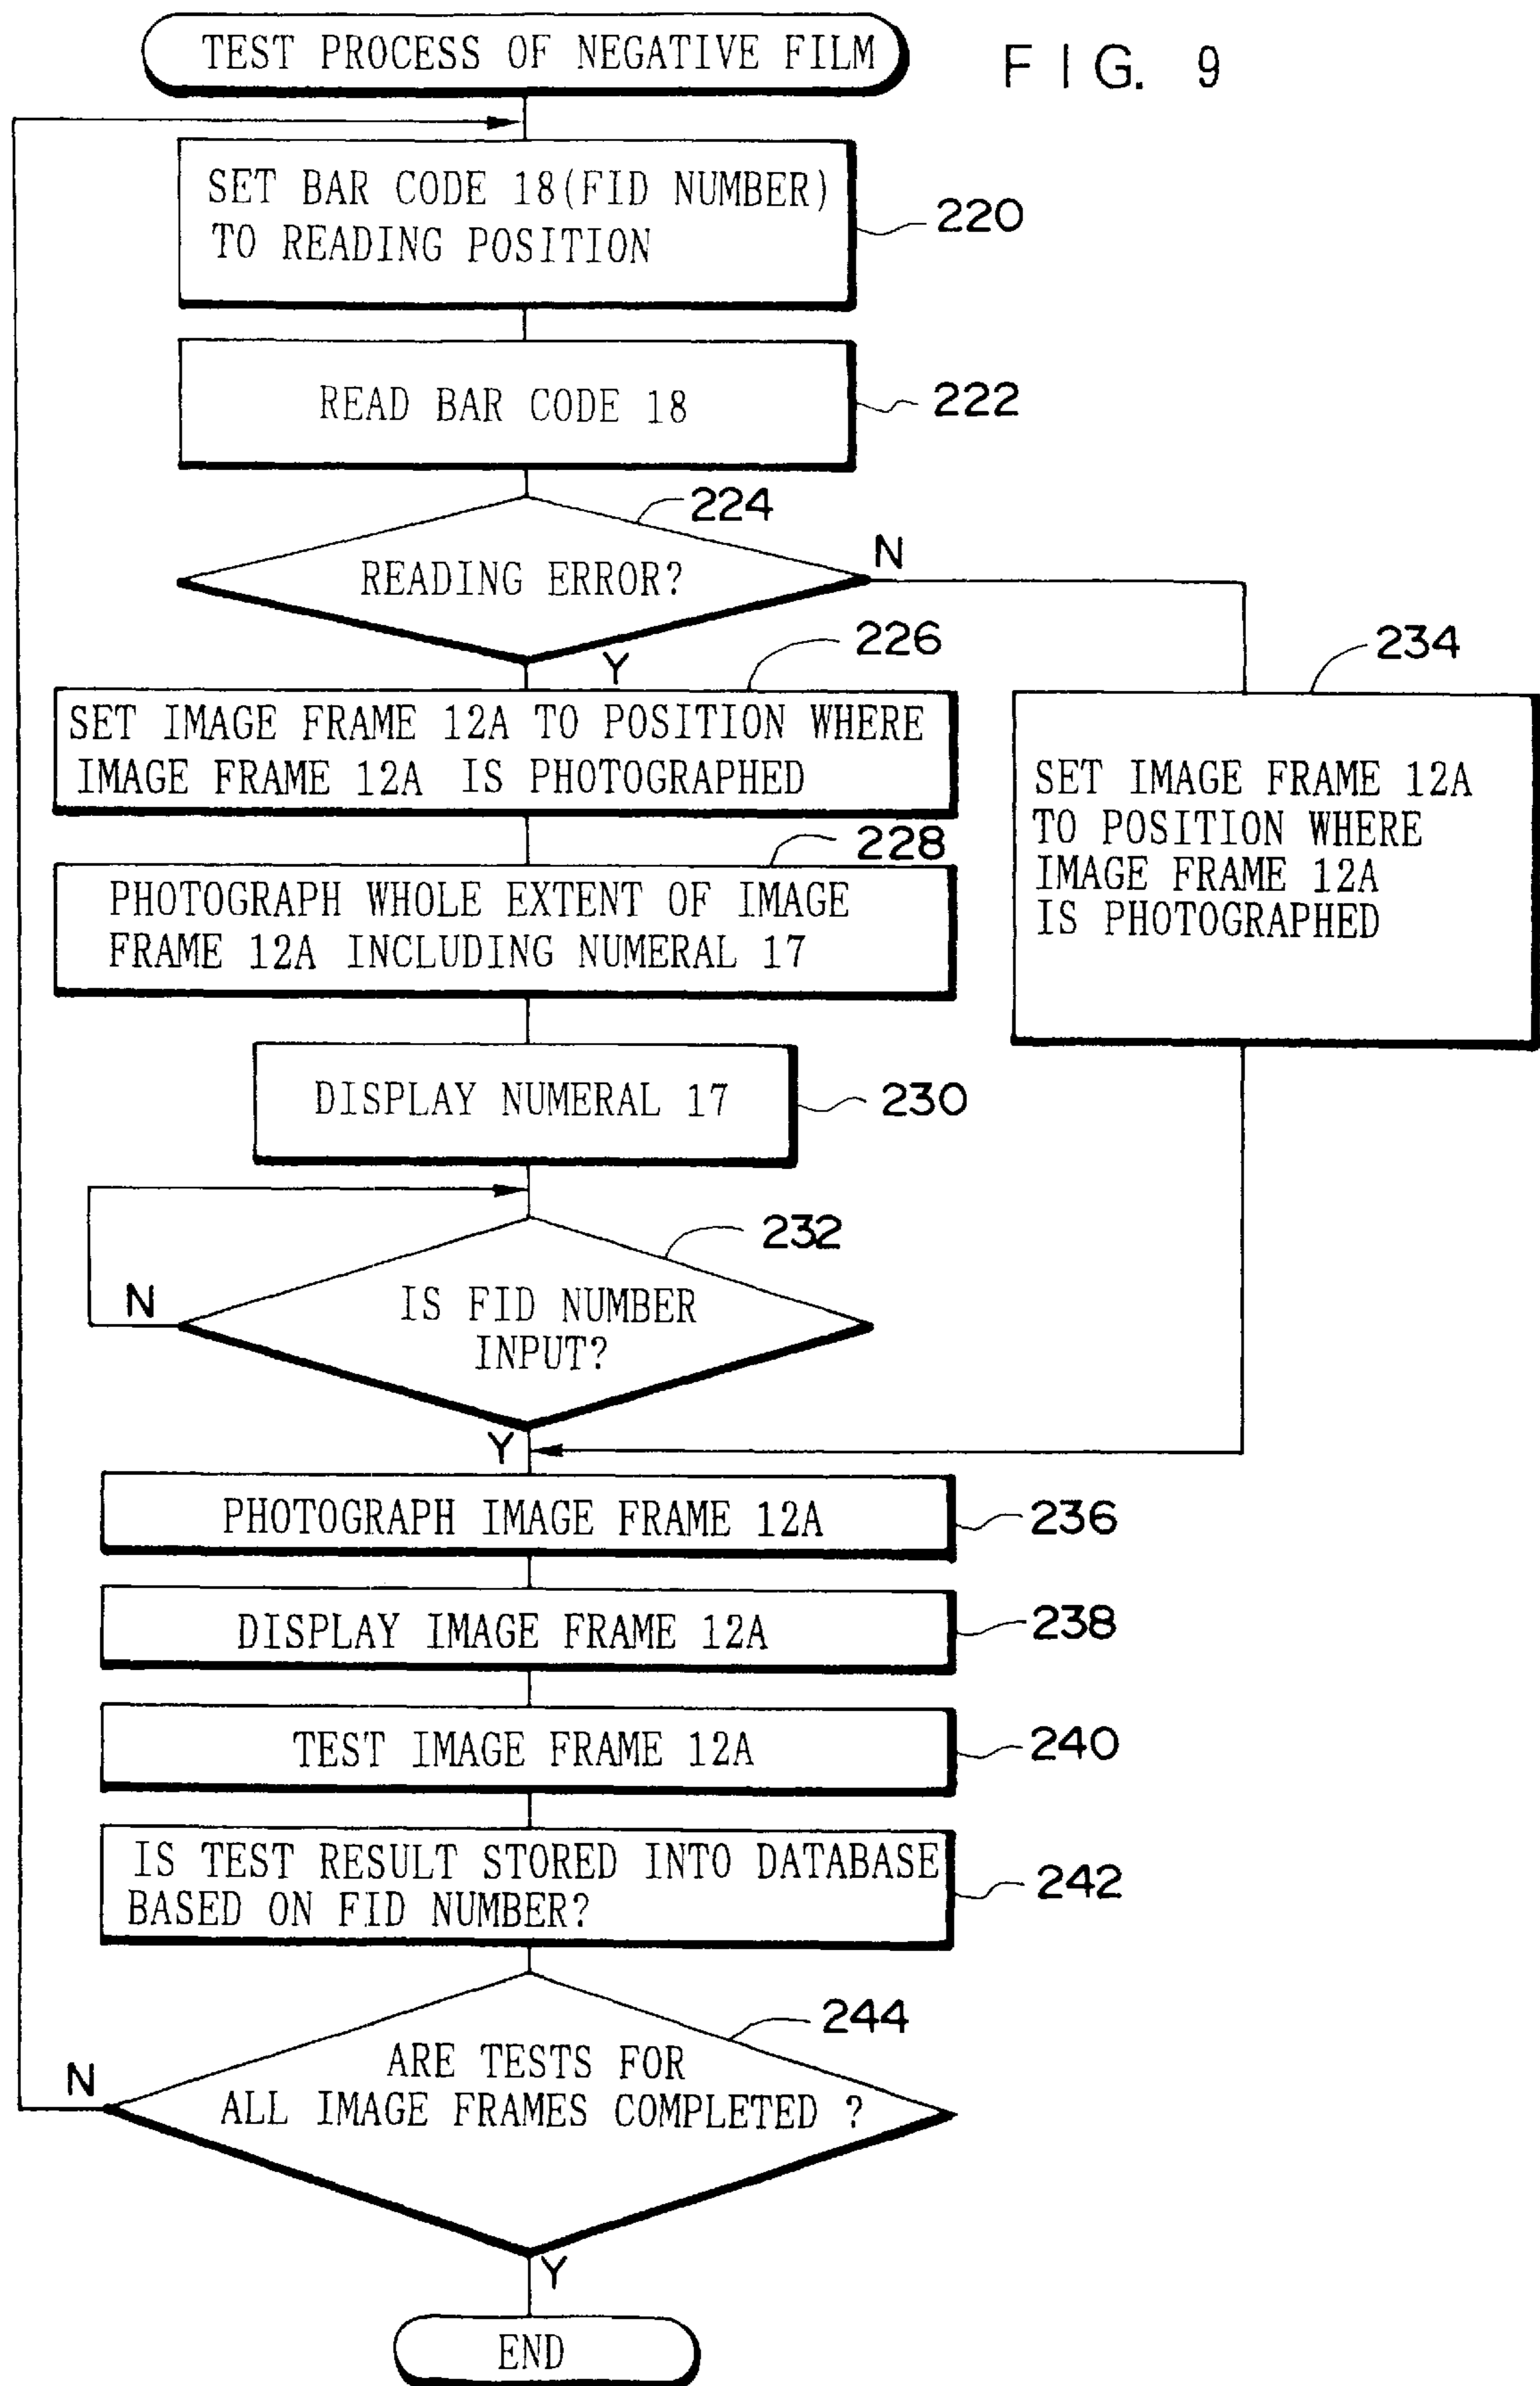 TEST PROCESS OF NEGATIVE FILM
FIG. 9
SET BAR CODE 18(FID NUMBER)
TO READING POSITION
220
READ BAR CODE 18
222
224
READING ERROR?
N
Y
226
SET IMAGE FRAME 12A TO POSITION WHERE
IMAGE FRAME 12A IS PHOTOGRAPHED
234
SET IMAGE FRAME 12A
TO POSITION WHERE
IMAGE FRAME 12A
IS PHOTOGRAPHED
228
PHOTOGRAPH WHOLE EXTENT OF IMAGE
FRAME 12A INCLUDING NUMERAL 17
DISPLAY NUMERAL 17
230
232
N
IS FID NUMBER
INPUT?
Y
PHOTOGRAPH IMAGE FRAME 12A
236
DISPLAY IMAGE FRAME 12A
238
TEST IMAGE FRAME 12A
240
IS TEST RESULT STORED INTO DATABASE
BASED ON FID NUMBER?
242
244
N
ARE TESTS FOR
ALL IMAGE FRAMES COMPLETED ?
Y
END